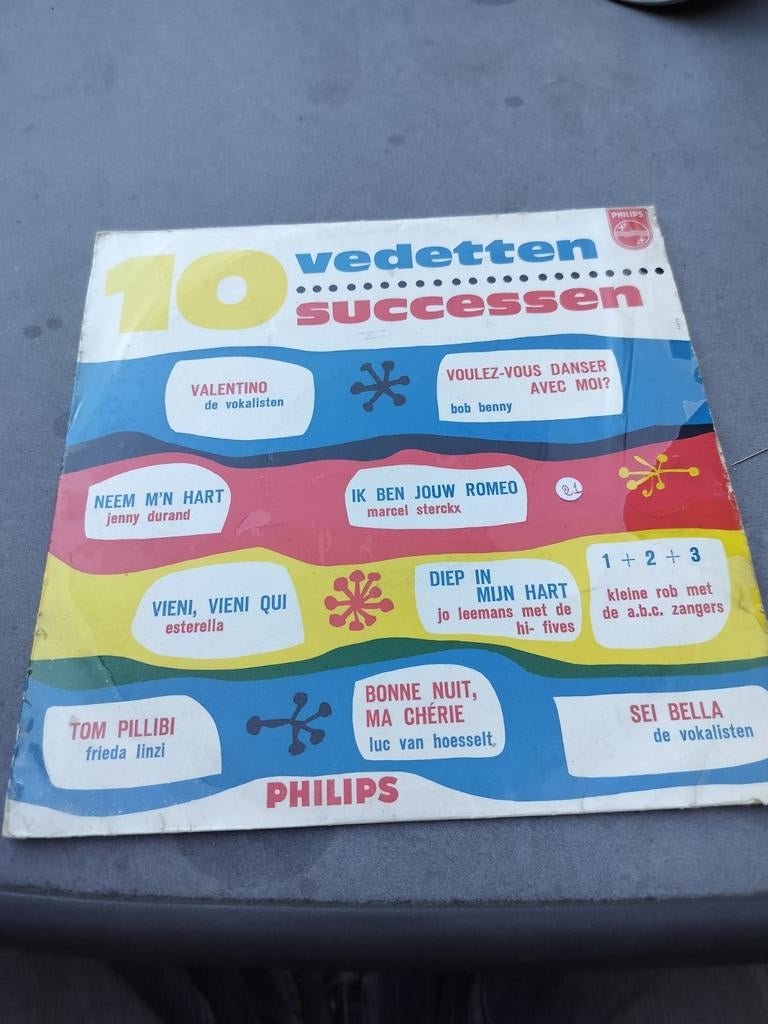 PHILIPS
10 vedetten
successen
VALENTINO
de vokalisten
VOULEZ-VOUS DANSER
AVEC MOI?
bob benny
NEEM M'N HART
jenny durand
IK BEN JOUW ROMEO
marcel sterckx
21
VIENI, VIENI QUI
esterella
DIEP IN
MIJN HART
jo leemans met de
hi- fives
1 + 2 + 3
kleine rob met
de a.b.c. zangers
TOM PILLIBI
frieda linzi
BONNE NUIT,
MA CHÉRIE
luc van hoesselt
SEI BELLA
de vokalisten
PHILIPS